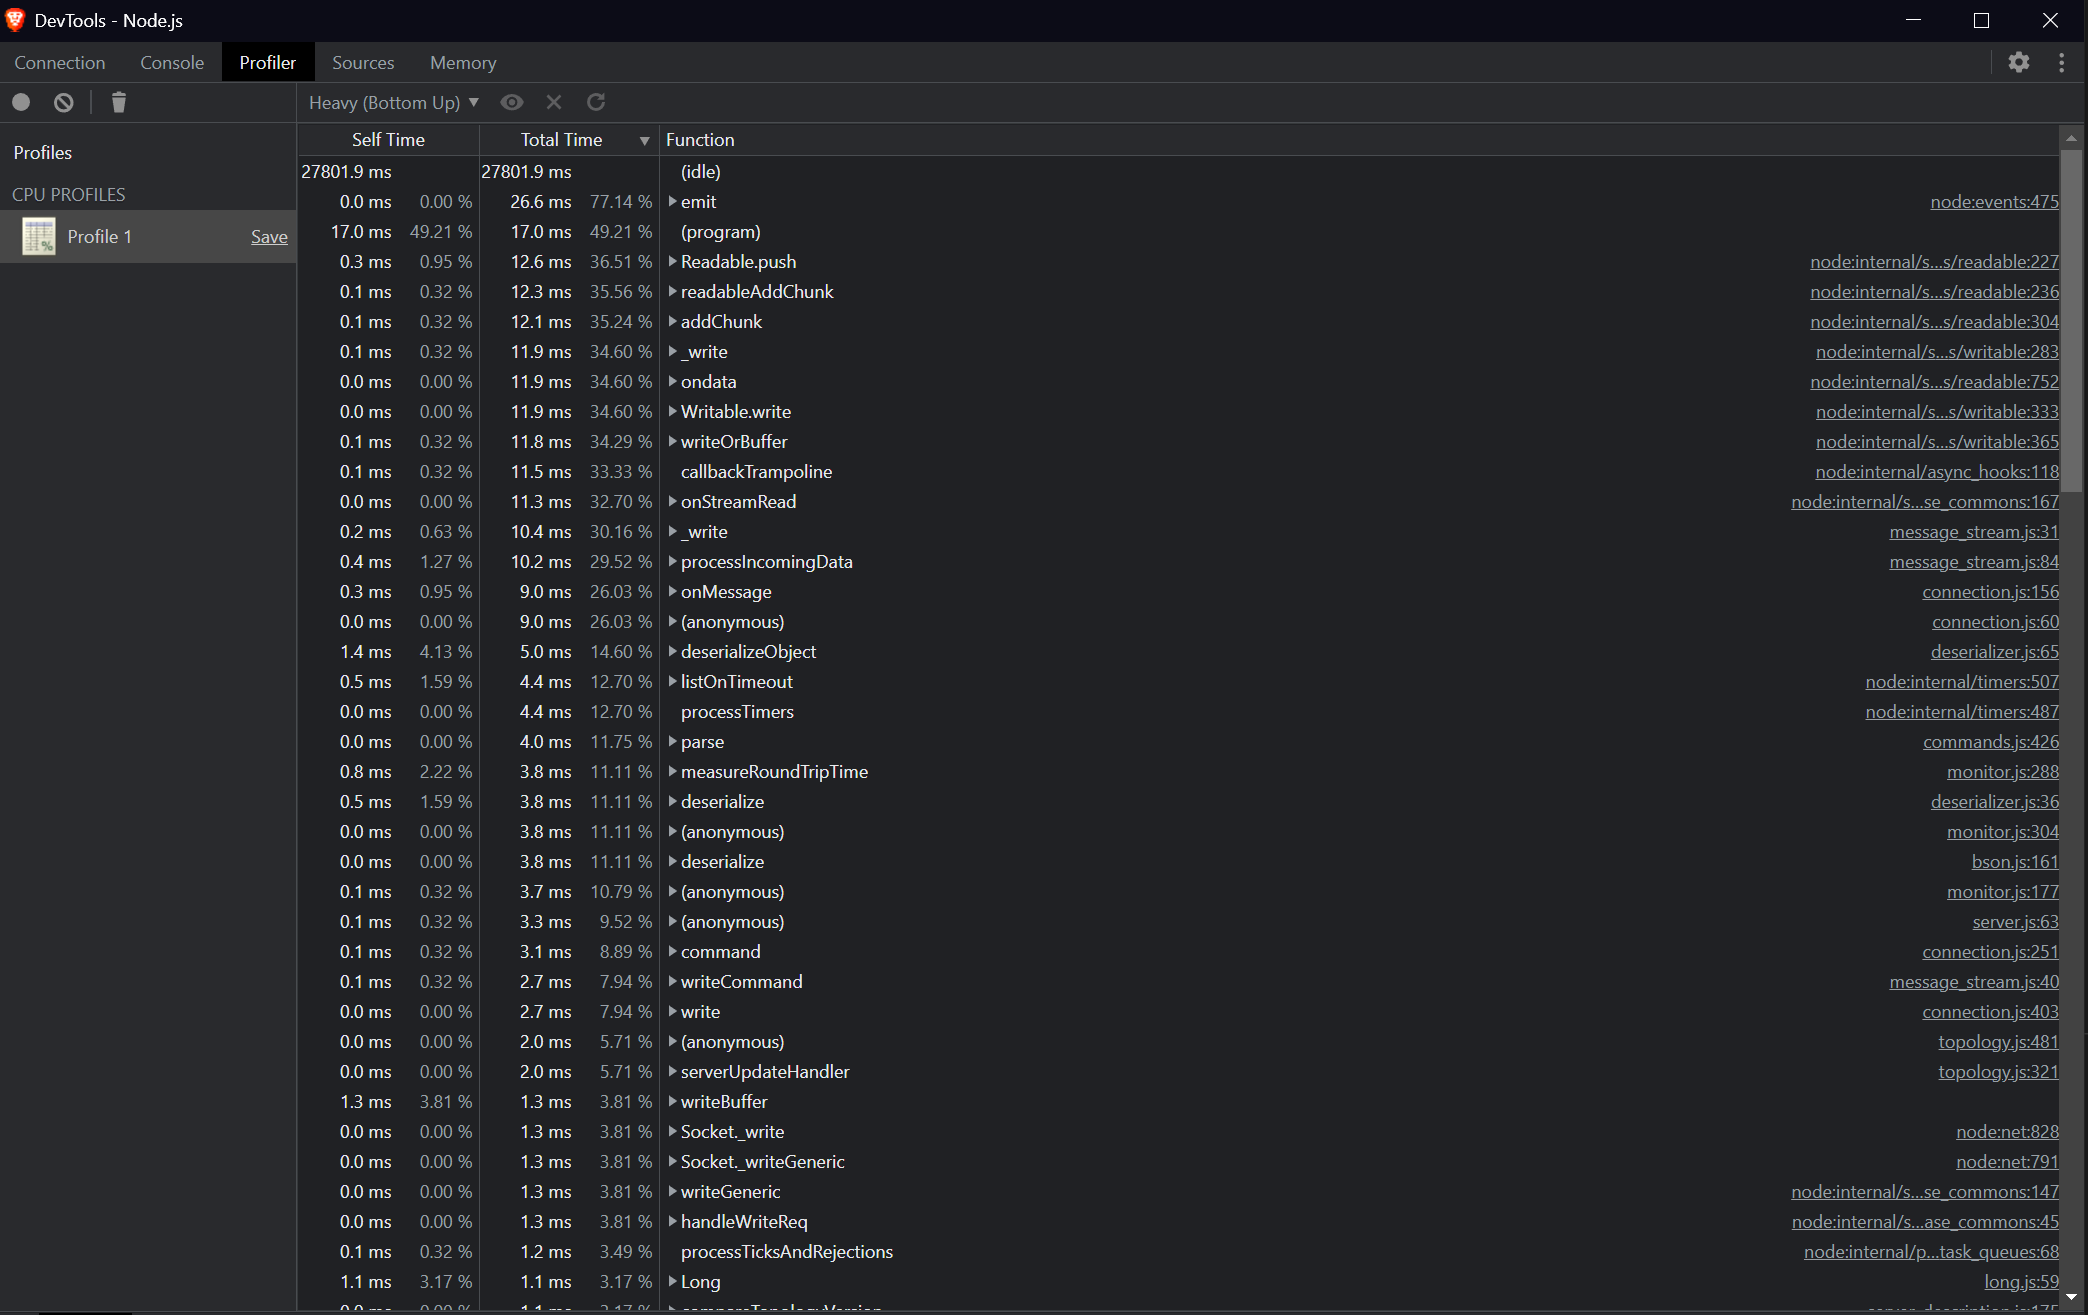 DevTools - Node.js
Connection Console Profiler Sources Memory
Heavy (Bottom Up)
Profiles
CPU PROFILES
Profile 1 Save
Self Time Total Time Function
27801.9 ms 27801.9 ms (idle)
0.0 ms 0.00 % 26.6 ms 77.14 % emit node:events:475
17.0 ms 49.21 % 17.0 ms 49.21 % (program)
0.3 ms 0.95 % 12.6 ms 36.51 % Readable.push node:internal/s...s/readable:227
0.1 ms 0.32 % 12.3 ms 35.56 % readableAddChunk node:internal/s...s/readable:236
0.1 ms 0.32 % 12.1 ms 35.24 % addChunk node:internal/s...s/readable:304
0.1 ms 0.32 % 11.9 ms 34.60 % _write node:internal/s...s/writable:283
0.0 ms 0.00 % 11.9 ms 34.60 % ondata node:internal/s...s/readable:752
0.0 ms 0.00 % 11.9 ms 34.60 % Writable.write node:internal/s...s/writable:333
0.1 ms 0.32 % 11.8 ms 34.29 % writeOrBuffer node:internal/s...s/writable:365
0.1 ms 0.32 % 11.5 ms 33.33 % callbackTrampoline node:internal/async_hooks:118
0.0 ms 0.00 % 11.3 ms 32.70 % onStreamRead node:internal/s...se_commons:167
0.2 ms 0.63 % 10.4 ms 30.16 % _write message_stream.js:31
0.4 ms 1.27 % 10.2 ms 29.52 % processIncomingData message_stream.js:84
0.3 ms 0.95 % 9.0 ms 26.03 % onMessage connection.js:156
0.0 ms 0.00 % 9.0 ms 26.03 % (anonymous) connection.js:60
1.4 ms 4.13 % 5.0 ms 14.60 % deserializeObject deserializer.js:65
0.5 ms 1.59 % 4.4 ms 12.70 % listOnTimeout node:internal/timers:507
0.0 ms 0.00 % 4.4 ms 12.70 % processTimers node:internal/timers:487
0.0 ms 0.00 % 4.0 ms 11.75 % parse commands.js:426
0.8 ms 2.22 % 3.8 ms 11.11 % measureRoundTripTime monitor.js:288
0.5 ms 1.59 % 3.8 ms 11.11 % deserialize deserializer.js:36
0.0 ms 0.00 % 3.8 ms 11.11 % (anonymous) monitor.js:304
0.0 ms 0.00 % 3.8 ms 11.11 % deserialize bson.js:161
0.1 ms 0.32 % 3.7 ms 10.79 % (anonymous) monitor.js:177
0.1 ms 0.32 % 3.3 ms 9.52 % (anonymous) server.js:63
0.1 ms 0.32 % 3.1 ms 8.89 % command connection.js:251
0.1 ms 0.32 % 2.7 ms 7.94 % writeCommand message_stream.js:40
0.0 ms 0.00 % 2.7 ms 7.94 % write connection.js:403
0.0 ms 0.00 % 2.0 ms 5.71 % (anonymous) topology.js:481
0.0 ms 0.00 % 2.0 ms 5.71 % serverUpdateHandler topology.js:321
1.3 ms 3.81 % 1.3 ms 3.81 % writeBuffer
0.0 ms 0.00 % 1.3 ms 3.81 % Socket._write node:net:828
0.0 ms 0.00 % 1.3 ms 3.81 % Socket._writeGeneric node:net:791
0.0 ms 0.00 % 1.3 ms 3.81 % writeGeneric node:internal/s...se_commons:147
0.0 ms 0.00 % 1.3 ms 3.81 % handleWriteReq node:internal/s...ase_commons:45
0.1 ms 0.32 % 1.2 ms 3.49 % processTicksAndRejections node:internal/p...task_queues:68
1.1 ms 3.17 % 1.1 ms 3.17 % Long long.js:59